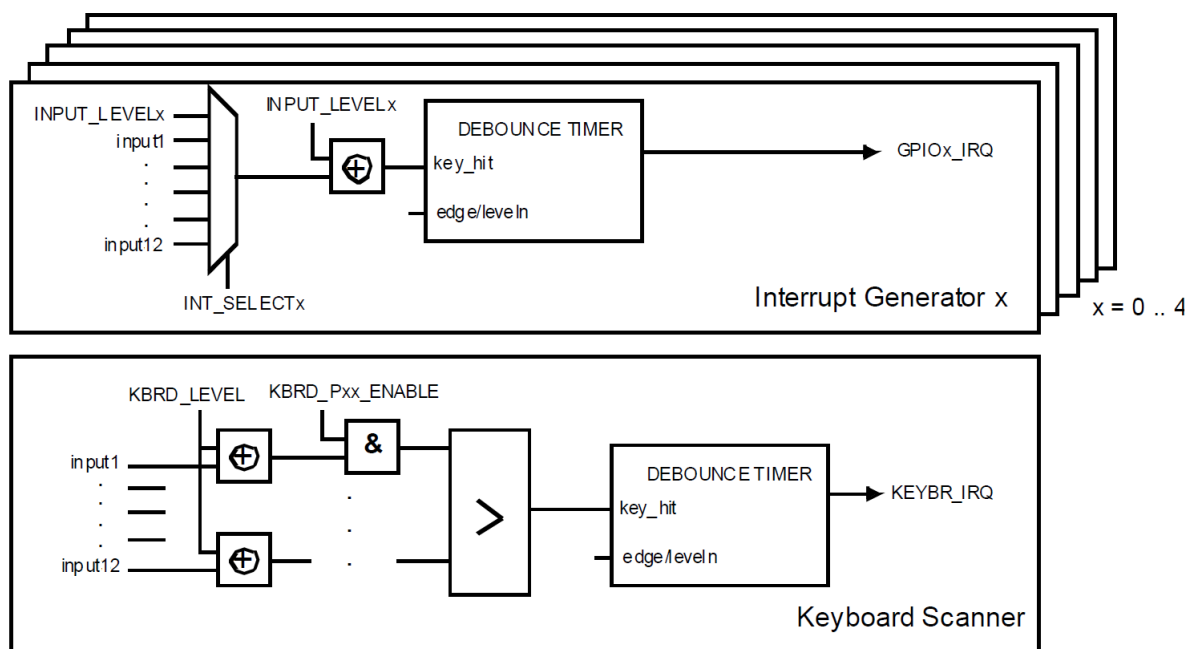 INPUT_LEVELx
INPUT_LEVELx
input1
.
.
.
.
input12
INT_SELECTx
DEBOUNCE TIMER
key_hit
edge/leveln
GPIOx_IRQ
Interrupt Generator x
x = 0 .. 4
KBRD_LEVEL
KBRD_Pxx_ENABLE
&
input1
.
.
.
.
input12
.
.
.
>
DEBOUNCE TIMER
key_hit
edge/leveln
KEYBR_IRQ
Keyboard Scanner